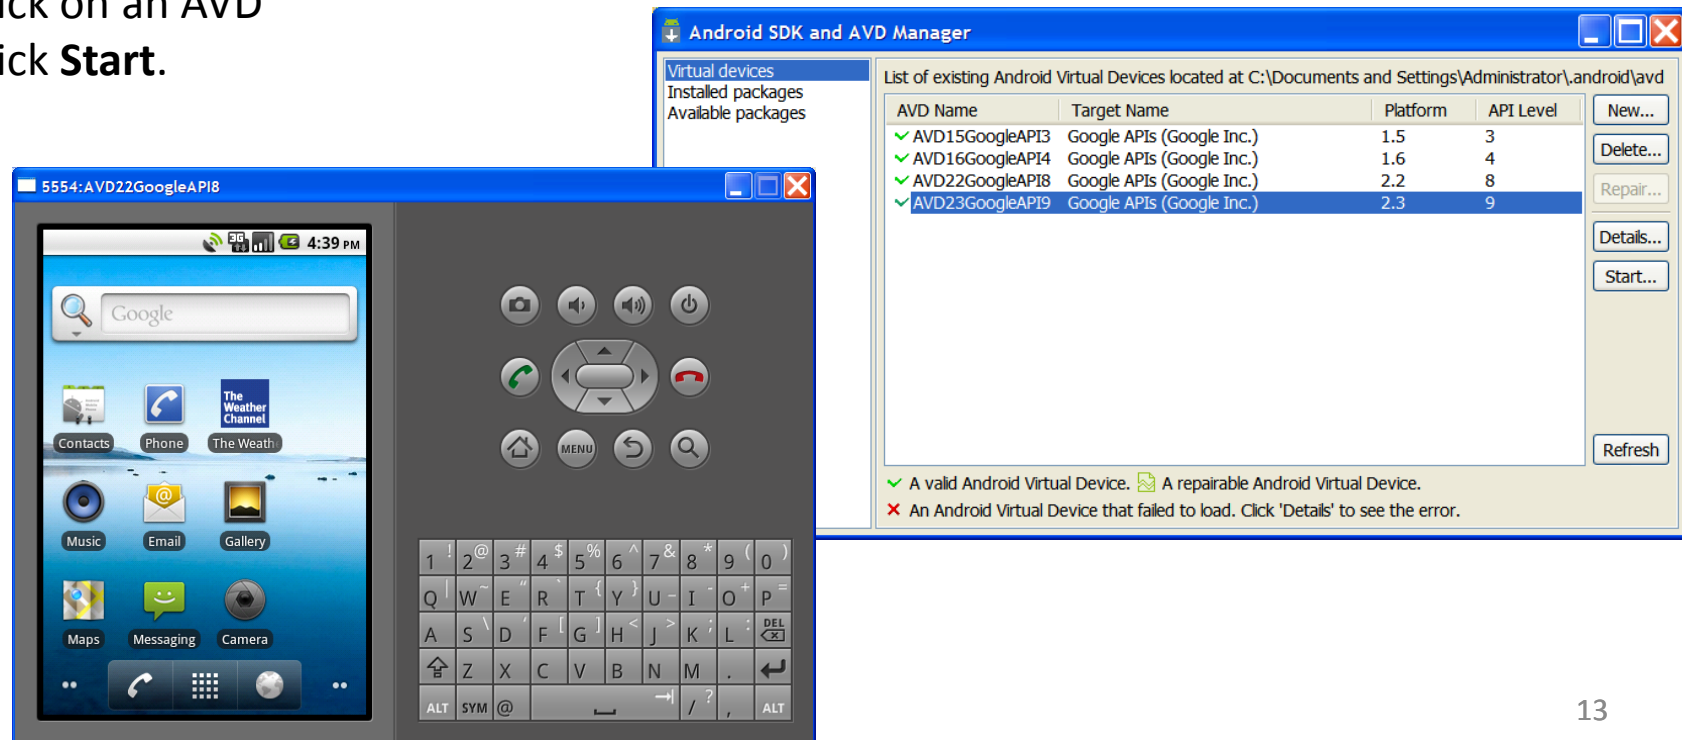 ick on an AVD
ick Start.
Android SDK and AVD Manager
Virtual devices
Installed packages
Available packages
List of existing Android Virtual Devices located at C:\Documents and Settings\Administrator\.android\avd
AVD Name Target Name Platform API Level
AVD15GoogleAPI3 Google APIs (Google Inc.) 1.5 3
AVD16GoogleAPI4 Google APIs (Google Inc.) 1.6 4
AVD22GoogleAPI8 Google APIs (Google Inc.) 2.2 8
AVD23GoogleAPI9 Google APIs (Google Inc.) 2.3 9
New...
Delete...
Repair...
Details...
Start...
Refresh
A valid Android Virtual Device. A repairable Android Virtual Device.
An Android Virtual Device that failed to load. Click 'Details' to see the error.
5554:AVD22GoogleAPI8
3G 4:39 PM
Google
The
Weather
Channel
Contacts Phone The Weath
Music Email Gallery
Maps Messaging Camera
MENU
1 ! 2 @ 3 # 4 $ 5 % 6 ^ 7 & 8 * 9 ( 0 )
Q | W ~ E " R ` T { Y } U _ I - O + P =
A S \ D ' F [ G ] H < J > K ; L : DEL
Z X C V B N M .
ALT SYM @ / ? , ALT
13